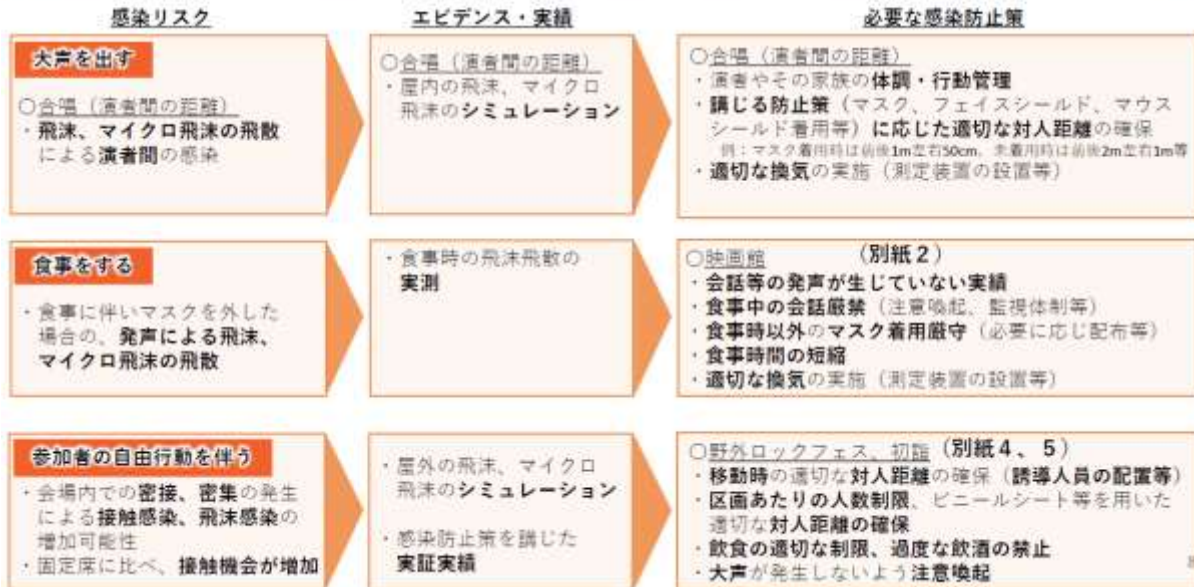 感染リスク
エビデンス・実績
必要な感染防止策
大声を出す
○合唱（演者間の距離）
・飛沫、マイクロ飛沫の飛散
による演者間の感染
○合唱（演者間の距離）
・屋内の飛沫、マイクロ
飛沫のシミュレーション
○合唱（演者間の距離）
・演者やその家族の体調・行動管理
・講じる防止策（マスク、フェイスシールド、マウス
シールド着用等）に応じた適切な対人距離の確保
例：マスク着用時は前後1m左右50cm、未着用時は前後2m左右1m等
・適切な換気の実施（測定装置の設置等）
食事をする
・食事に伴いマスクを外した
場合の、発声による飛沫、
マイクロ飛沫の飛散
・食事時の飛沫飛散の
実測
○映画館 （別紙２）
・会話等の発声が生じていない実績
・食事中の会話厳禁（注意喚起、監視体制等）
・食事時以外のマスク着用厳守（必要に応じ配布等）
・食事時間の短縮
・適切な換気の実施（測定装置の設置等）
参加者の自由行動を伴う
・会場内での密接、密集の発生
による接触感染、飛沫感染の
増加可能性
・固定席に比べ、接触機会が増加
・屋外の飛沫、マイクロ
飛沫のシミュレーション
・感染防止策を講じた
実証実績
○野外ロックフェス、初詣（別紙４、５）
・移動時の適切な対人距離の確保（誘導人員の配置等）
・区画あたりの人数制限、ビニールシート等を用いた
適切な対人距離の確保
・飲食の適切な制限、過度な飲酒の禁止
・大声が発生しないよう注意喚起